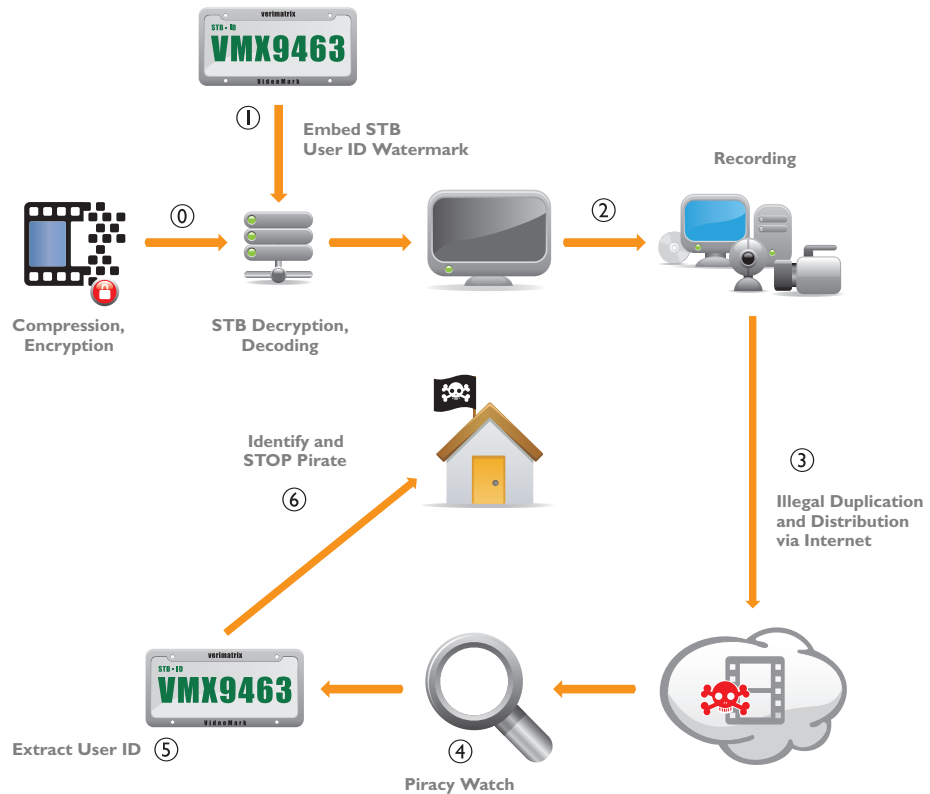 verimatrix
STB - ID
VMX9463
VideoMark
1
Embed STB
User ID Watermark
Recording
0
2
Compression,
Encryption
STB Decryption,
Decoding
Identify and
STOP Pirate
6
3
Illegal Duplication
and Distribution
via Internet
verimatrix
STB - ID
VMX9463
VideoMark
Extract User ID 5
4
Piracy Watch